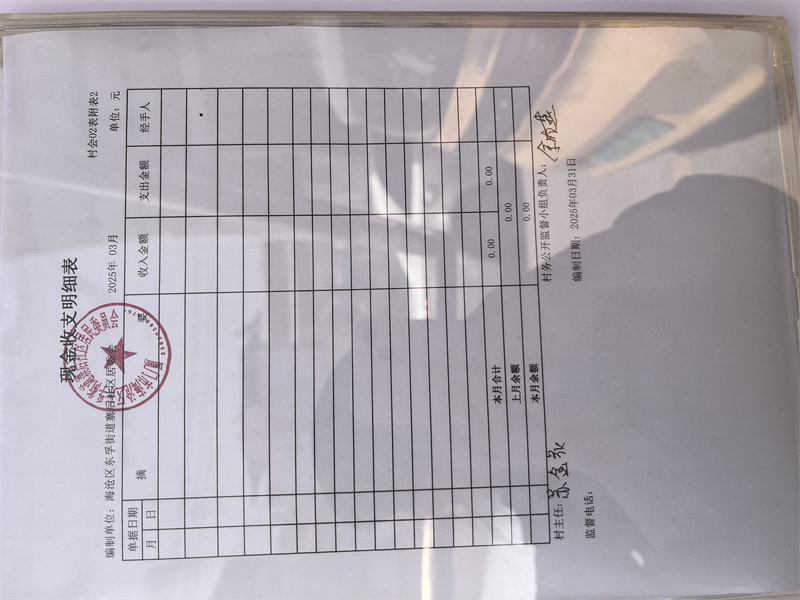 村会02表附表2
现金收支明细表
编制单位：海沧区东孚街道寨后社区居委会 2025年 03月 单位：元
单据日期 摘 要 收入金额 支出金额 经手人
月 日
本月合计 0.00 0.00
上月余额 0.00
本月余额 0.00
村主任： 村务公开监督小组负责人：
监督电话： 编制日期：2025年03月31日